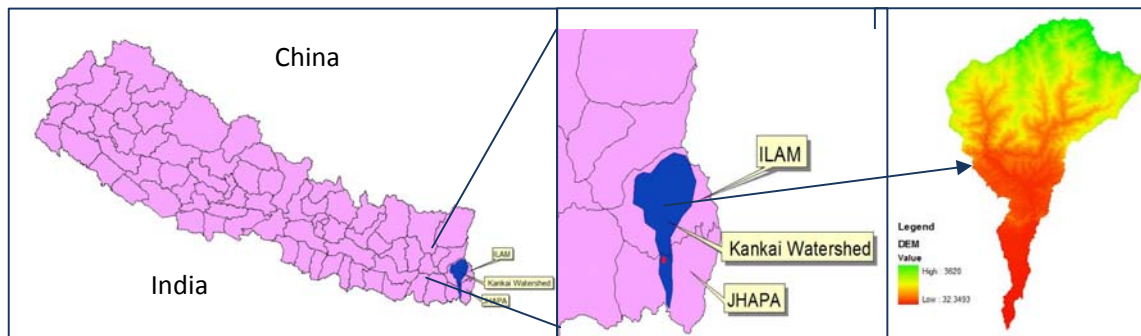 China
India
ILAM
Kankai Watershed
JHAPA
ILAM
Kankai Watershed
JHAPA
Legend
DEM
Value
High : 3620
Low : 32.3493